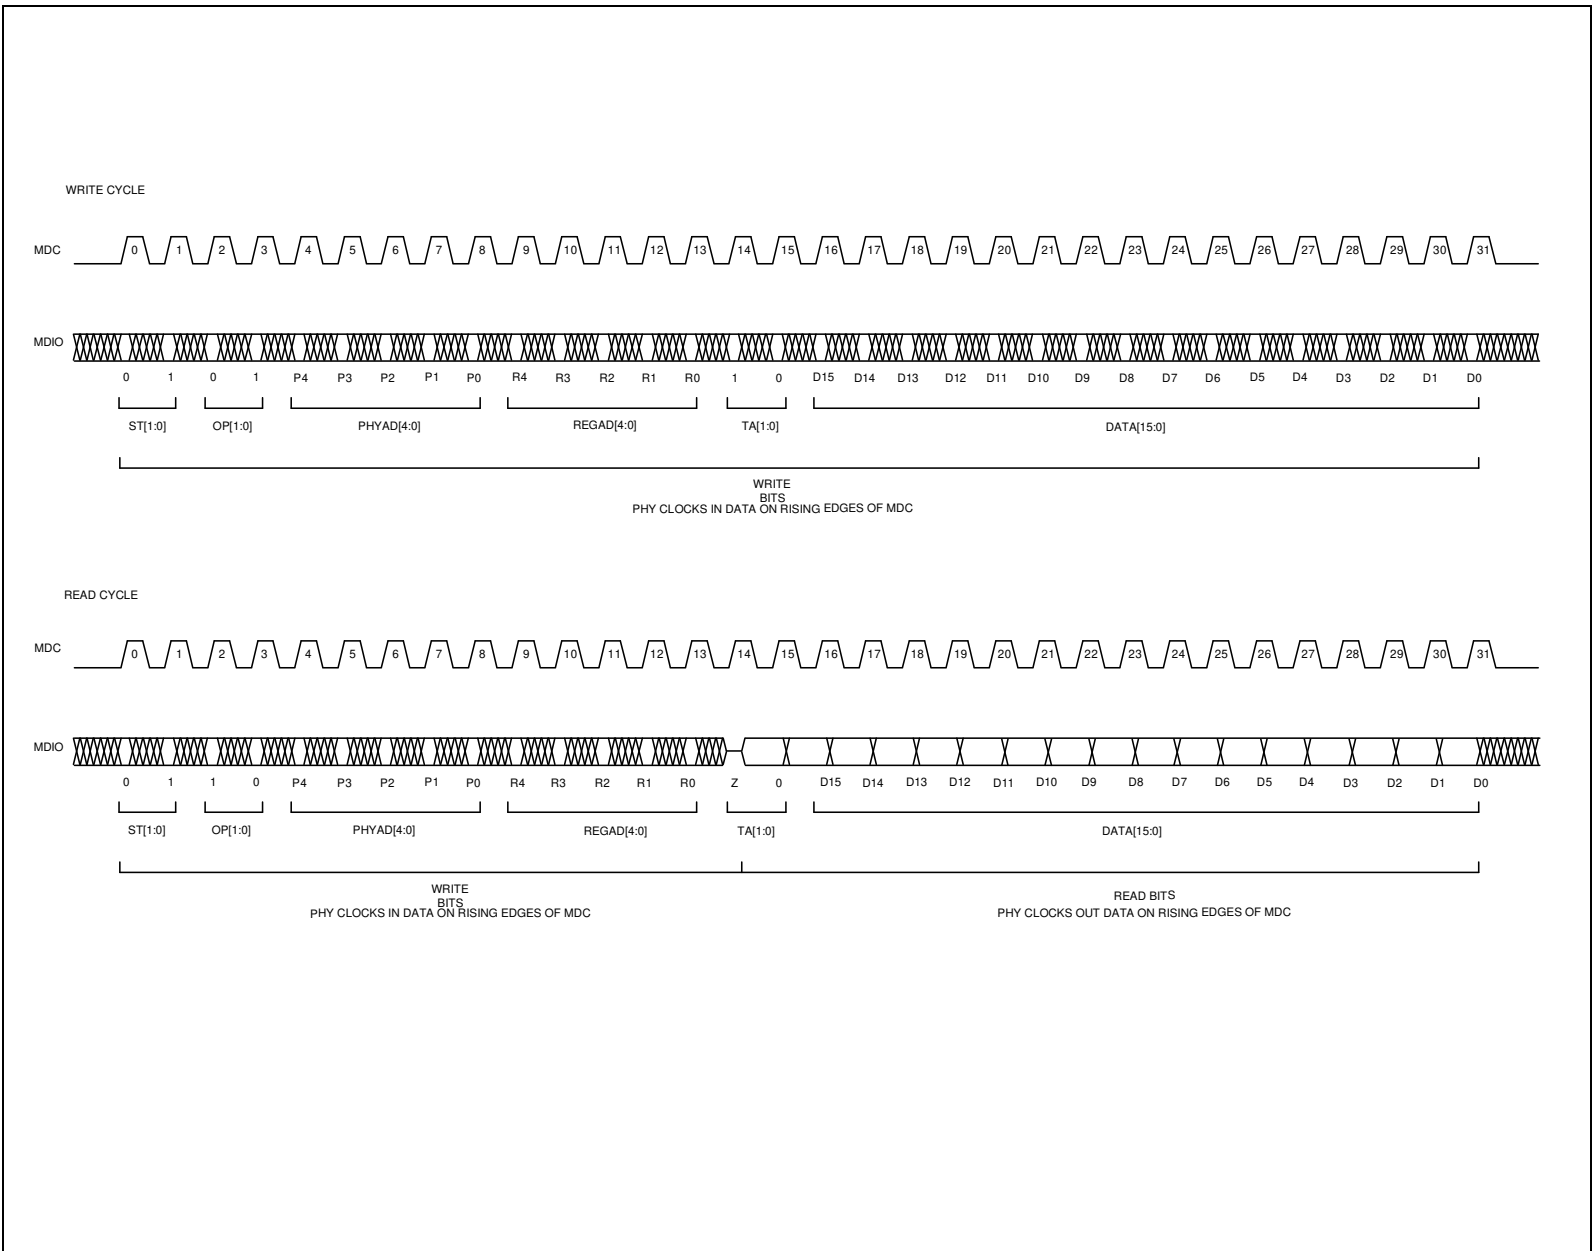 WRITE CYCLE
MDC 0 1 2 3 4 5 6 7 8 9 10 11 12 13 14 15 16 17 18 19 20 21 22 23 24 25 26 27 28 29 30 31
MDIO
0 1 0 1 P4 P3 P2 P1 P0 R4 R3 R2 R1 R0 1 0 D15 D14 D13 D12 D11 D10 D9 D8 D7 D6 D5 D4 D3 D2 D1 D0
ST[1:0] OP[1:0] PHYAD[4:0] REGAD[4:0] TA[1:0] DATA[15:0]
WRITE
BITS
PHY CLOCKS IN DATA ON RISING EDGES OF MDC
READ CYCLE
MDC 0 1 2 3 4 5 6 7 8 9 10 11 12 13 14 15 16 17 18 19 20 21 22 23 24 25 26 27 28 29 30 31
MDIO
0 1 1 0 P4 P3 P2 P1 P0 R4 R3 R2 R1 R0 Z 0 D15 D14 D13 D12 D11 D10 D9 D8 D7 D6 D5 D4 D3 D2 D1 D0
ST[1:0] OP[1:0] PHYAD[4:0] REGAD[4:0] TA[1:0] DATA[15:0]
WRITE
BITS
PHY CLOCKS IN DATA ON RISING EDGES OF MDC
READ BITS
PHY CLOCKS OUT DATA ON RISING EDGES OF MDC